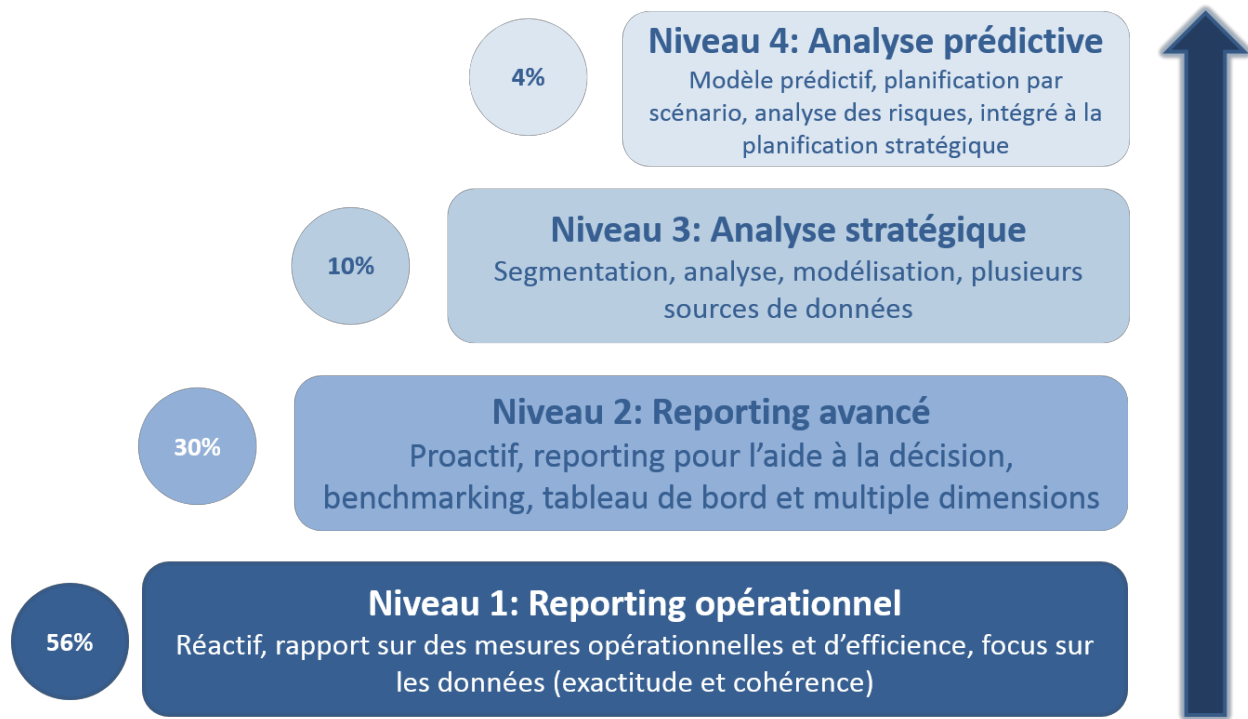 4%
Niveau 4: Analyse prédictive
Modèle prédictif, planification par
scénario, analyse des risques, intégré à la
planification stratégique
10%
Niveau 3: Analyse stratégique
Segmentation, analyse, modélisation, plusieurs
sources de données
30%
Niveau 2: Reporting avancé
Proactif, reporting pour l’aide à la décision,
benchmarking, tableau de bord et multiple dimensions
56%
Niveau 1: Reporting opérationnel
Réactif, rapport sur des mesures opérationnelles et d’efficience, focus sur
les données (exactitude et cohérence)